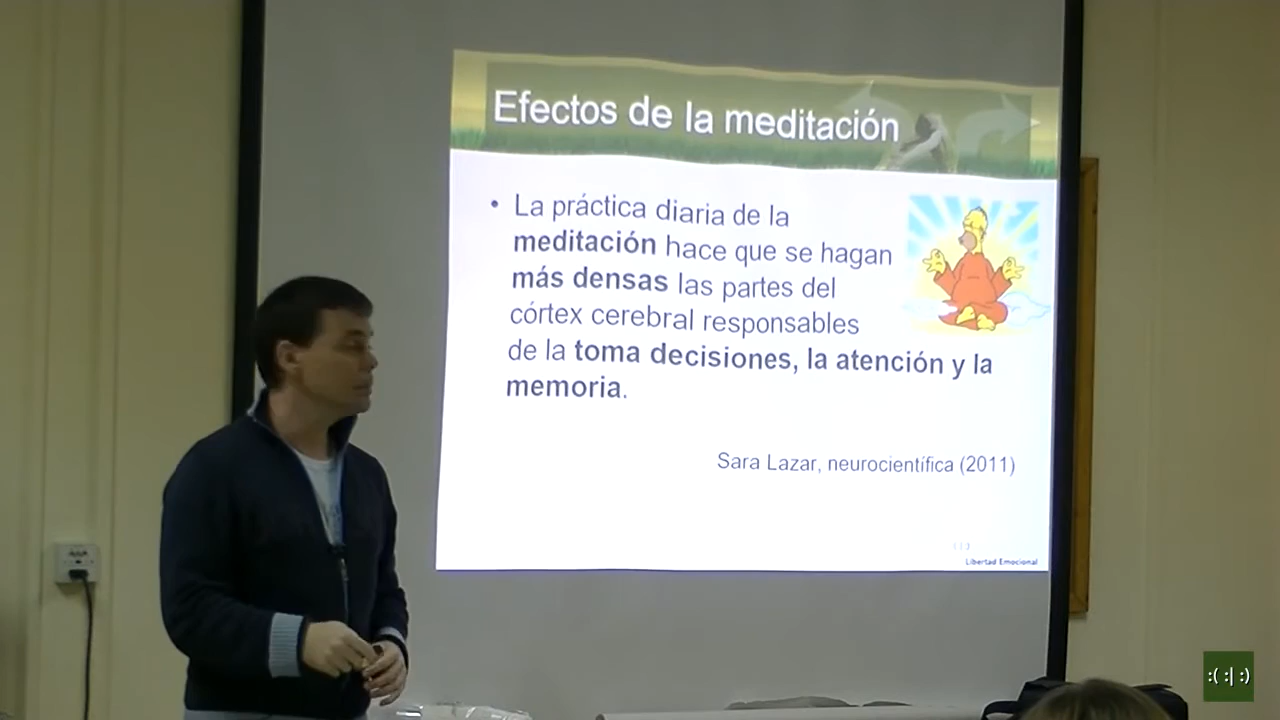 Efectos de la meditación
• La práctica diaria de la
meditación hace que se hagan
más densas las partes del
córtex cerebral responsables
de la toma decisiones, la atención y la
memoria.
Sara Lazar, neurocientífica (2011)
Libertad Emocional
:( :| :)